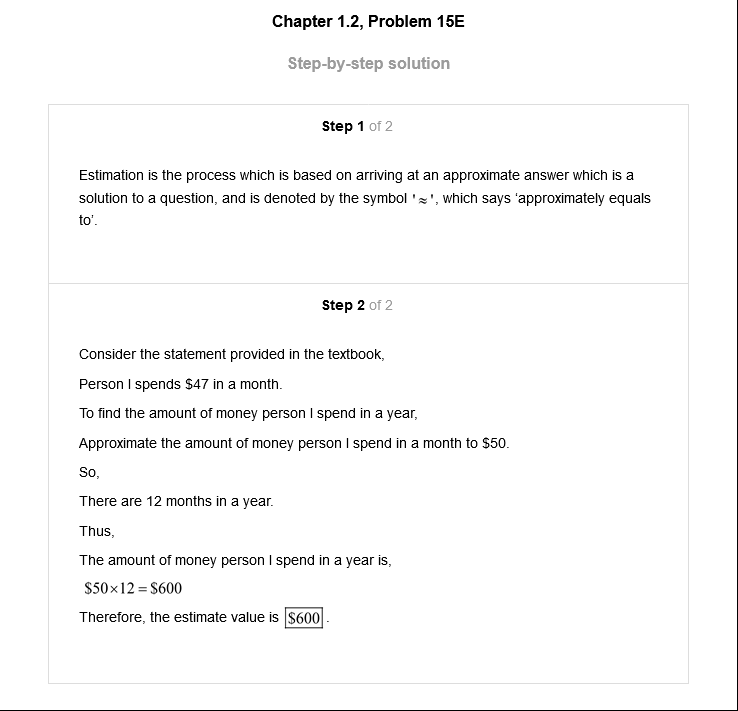 Chapter 1.2, Problem 15E
Step-by-step solution
Step 1 of 2
Estimation is the process which is based on arriving at an approximate answer which is a
solution to a question, and is denoted by the symbol '≈', which says ‘approximately equals
to’.
Step 2 of 2
Consider the statement provided in the textbook,
Person I spends $47 in a month.
To find the amount of money person I spend in a year,
Approximate the amount of money person I spend in a month to $50.
So,
There are 12 months in a year.
Thus,
The amount of money person I spend in a year is,
$50×12 = $600
Therefore, the estimate value is $600.